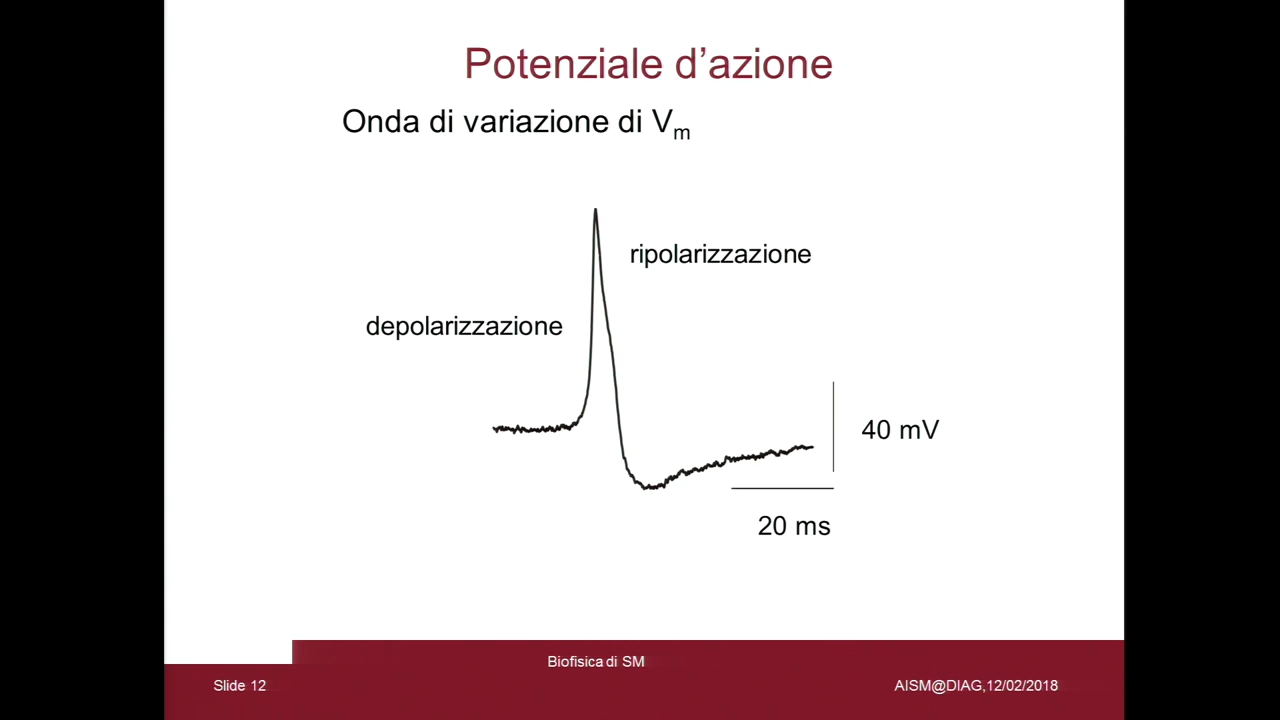 Potenziale d’azione
Onda di variazione di Vm
ripolarizzazione
depolarizzazione
40 mV
20 ms
Biofisica di SM
Slide 12
AISM@DIAG,12/02/2018